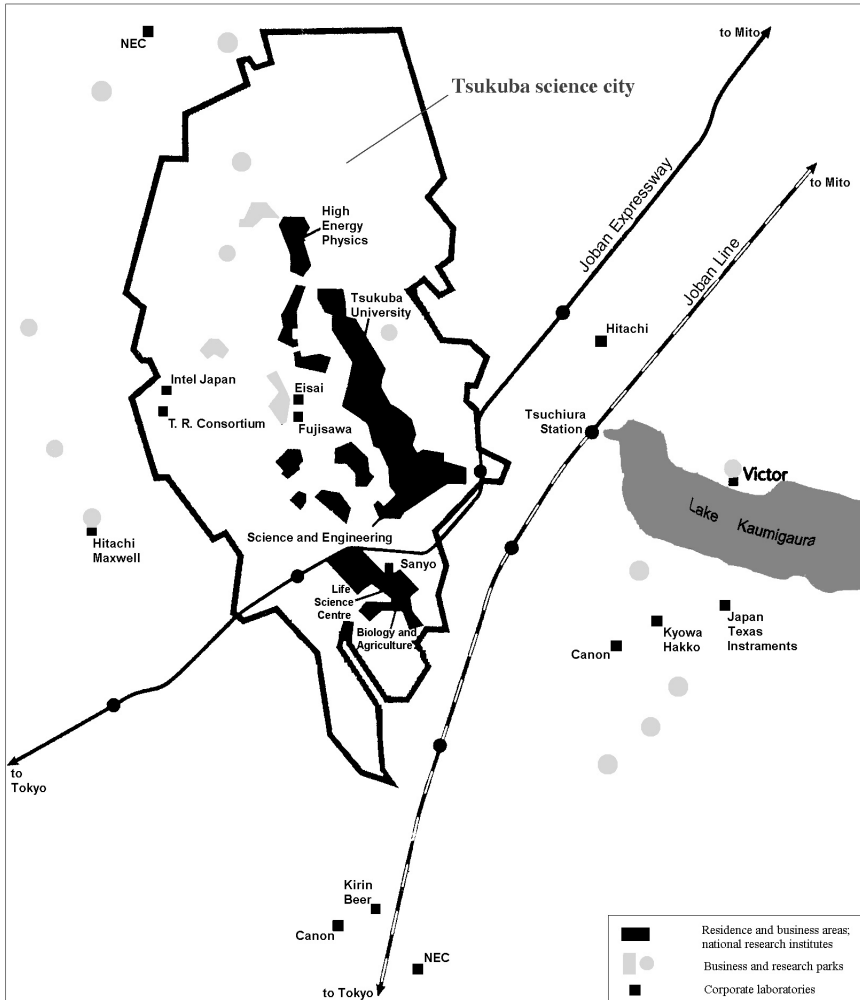 NEC
to Mito
Tsukuba science city
Joban Expressway
to Mito
High
Energy
Physics
Joban Line
Tsukuba
University
Hitachi
Intel Japan
Eisai
T. R. Consortium
Fujisawa
Tsuchiura
Station
Victor
Lake Kaumigaura
Science and Engineering
Hitachi
Maxwell
Sanyo
Life
Science
Centre
Biology and
Agriculture
Canon
Kyowa
Hakko
Japan
Texas
Instraments
to
Tokyo
Kirin
Beer
Canon
NEC
to Tokyo
Residence and business areas;
national research institutes
Business and research parks
Corporate laboratories